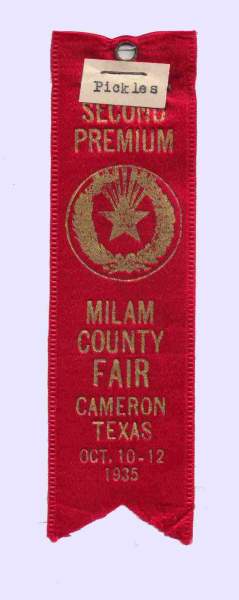 Pickles
SECOND
PREMIUM
MILAM
COUNTY
FAIR
CAMERON
TEXAS
OCT. 10-12
1935